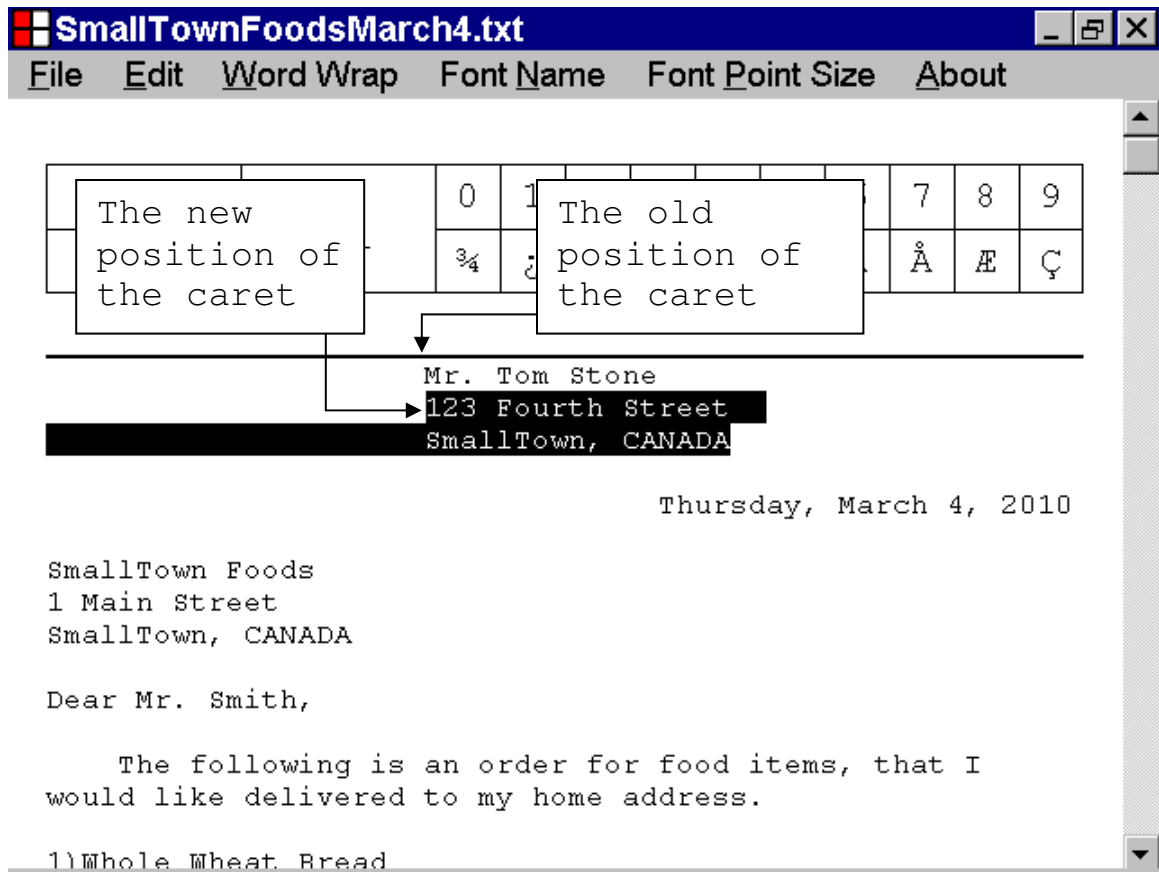 SmallTownFoodsMarch4.txt
File Edit Word Wrap Font Name Font Point Size About
0 1 7 8 9
¾ ¿ Å Æ Ç
The new
position of
the caret
The old
position of
the caret
Mr. Tom Stone
123 Fourth Street
SmallTown, CANADA
Thursday, March 4, 2010
SmallTown Foods
1 Main Street
SmallTown, CANADA
Dear Mr. Smith,
The following is an order for food items, that I
would like delivered to my home address.
1)Whole Wheat Bread